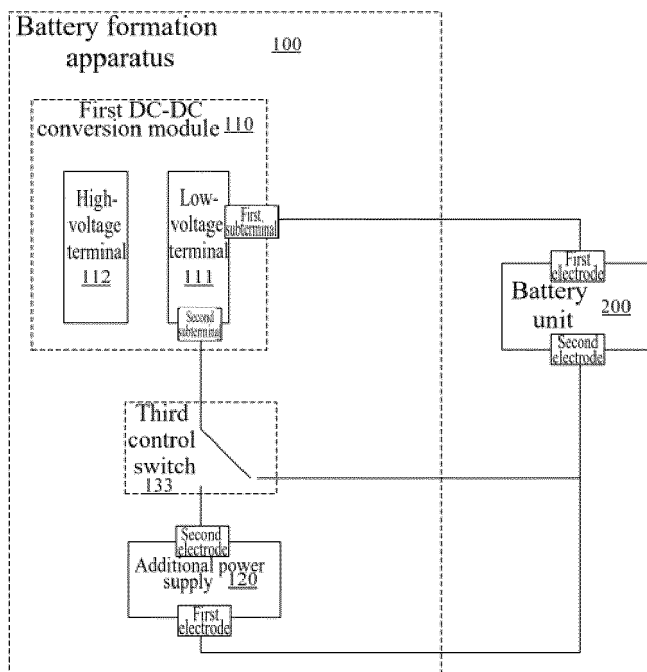 Battery formation
apparatus
100
First DC-DC
conversion module 110
High-
voltage
terminal
112
Low-
voltage
terminal
111
First
subterminal
Second
subterminal
First
electrode
Battery
unit
200
Second
electrode
Third
control
switch
133
Second
electrode
Additional power
supply 120
First
electrode